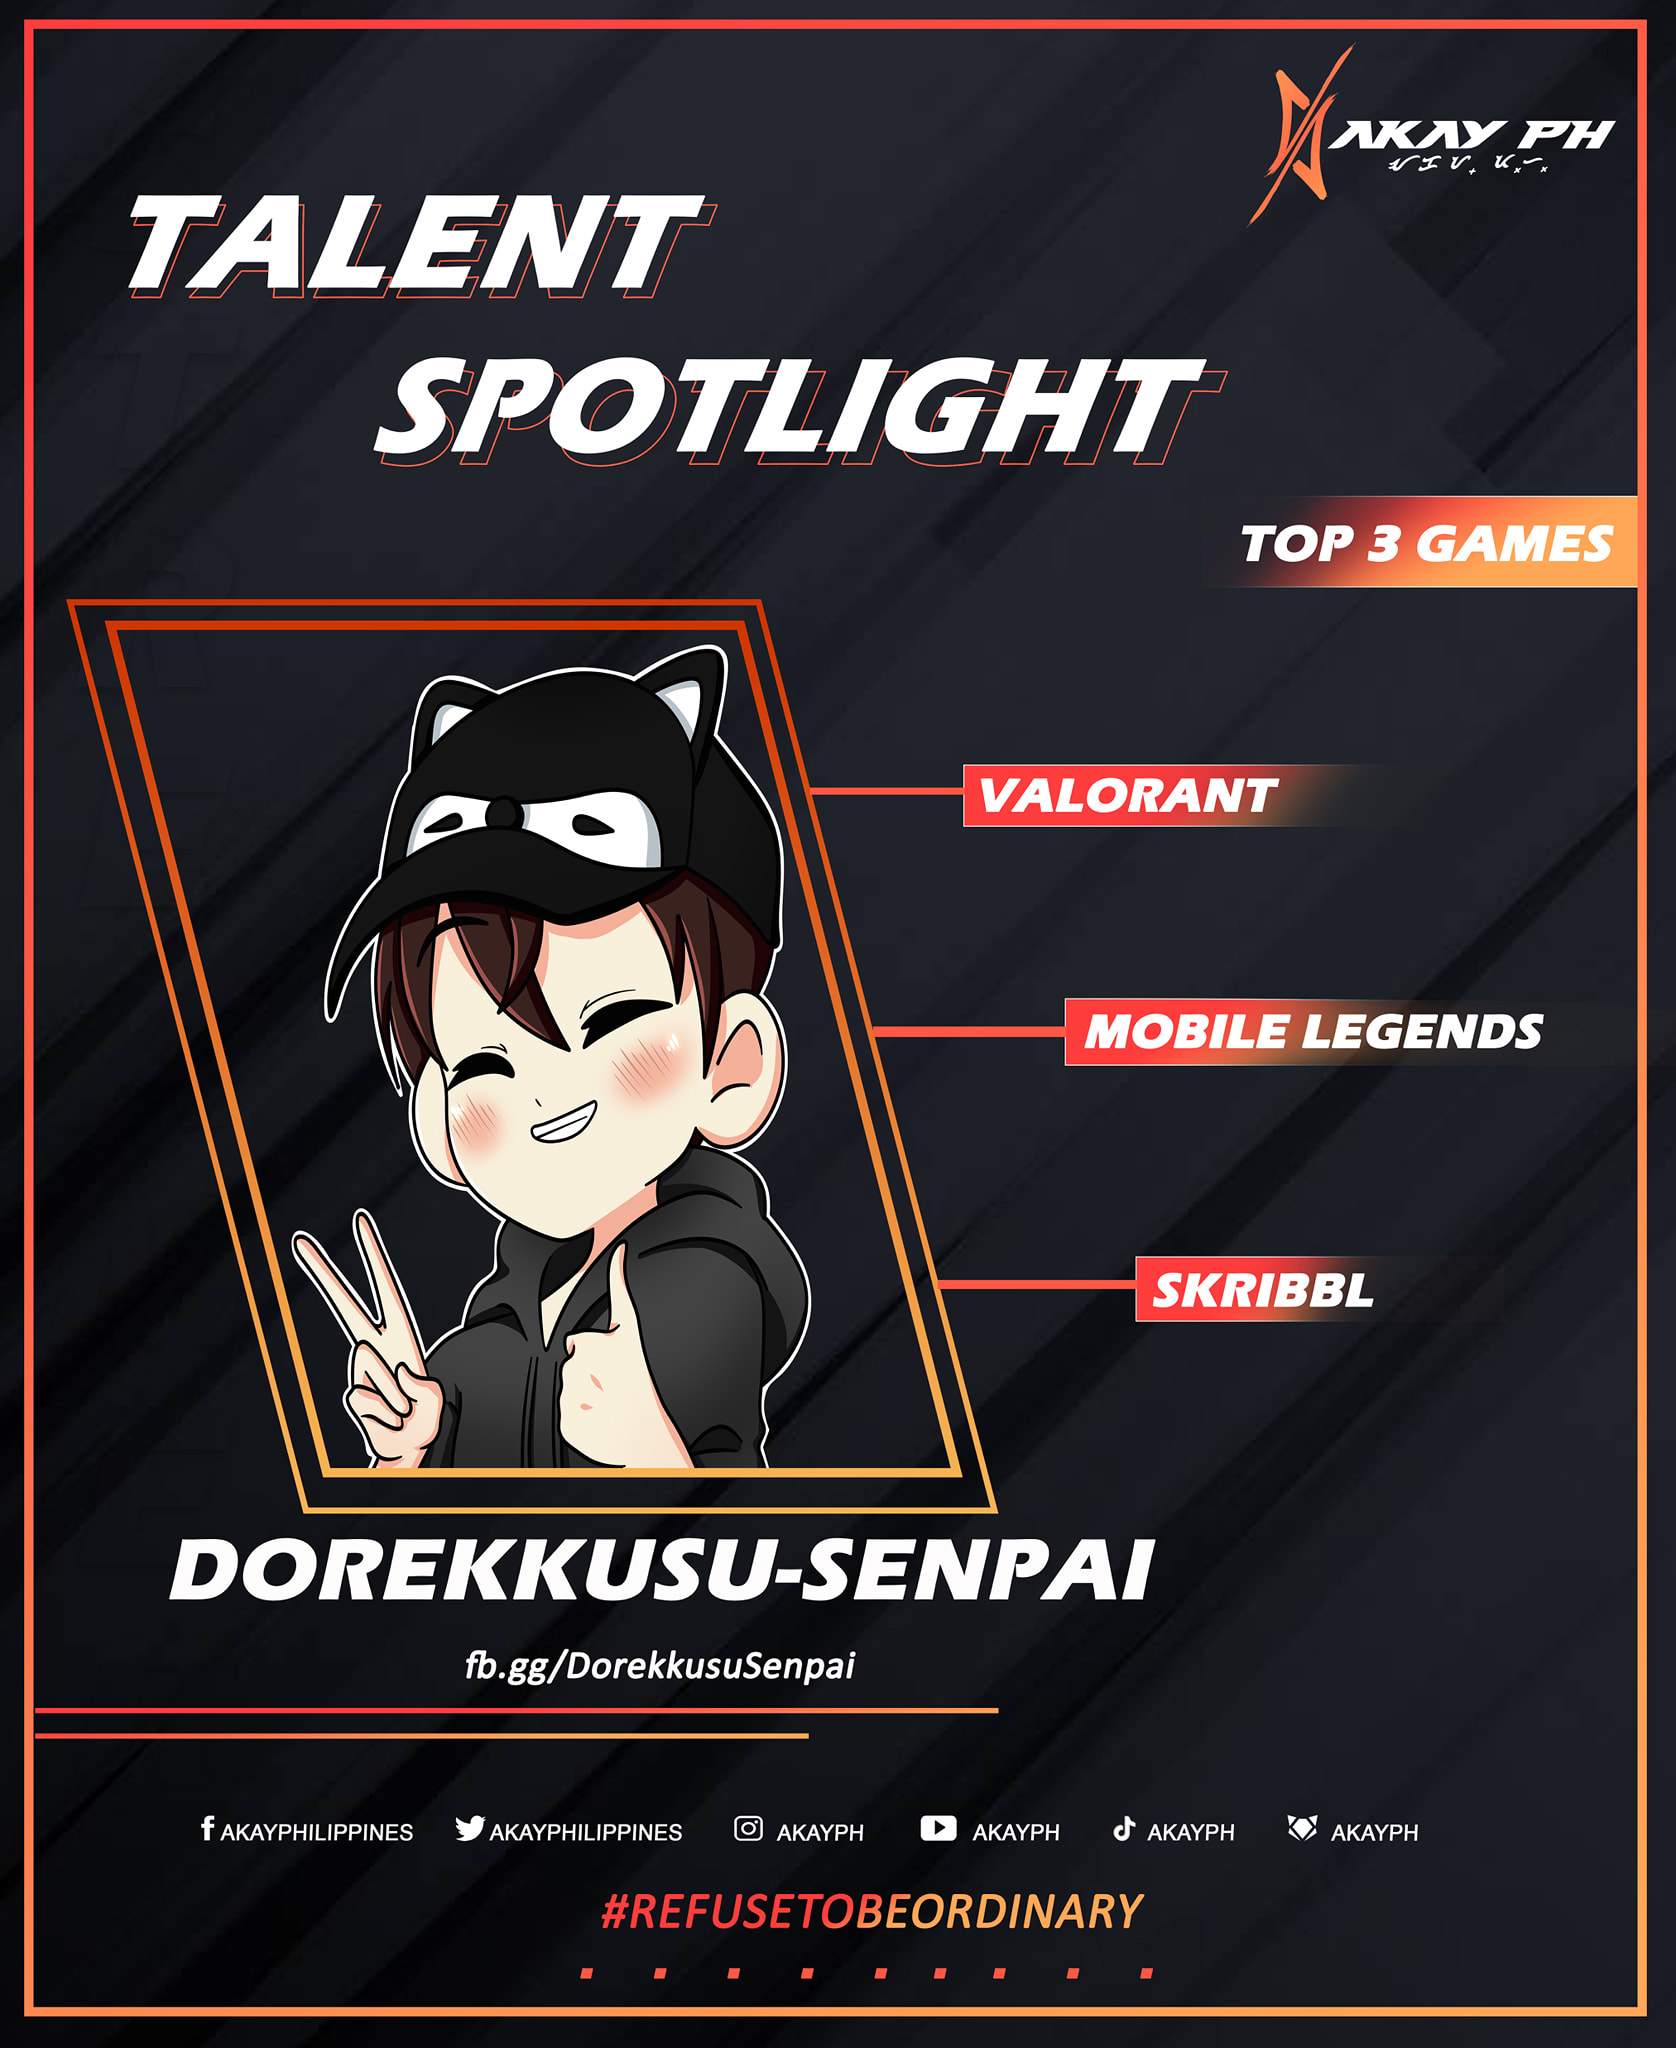 AKAY PH
TALENT
SPOTLIGHT
TOP 3 GAMES
VALORANT
MOBILE LEGENDS
SKRIBBL
DOREKKUSU-SENPAI
fb.gg/DorekkusuSenpai
AKAYPHILIPPINES AKAYPHILIPPINES AKAYPH AKAYPH AKAYPH AKAYPH
#REFUSETOBEORDINARY